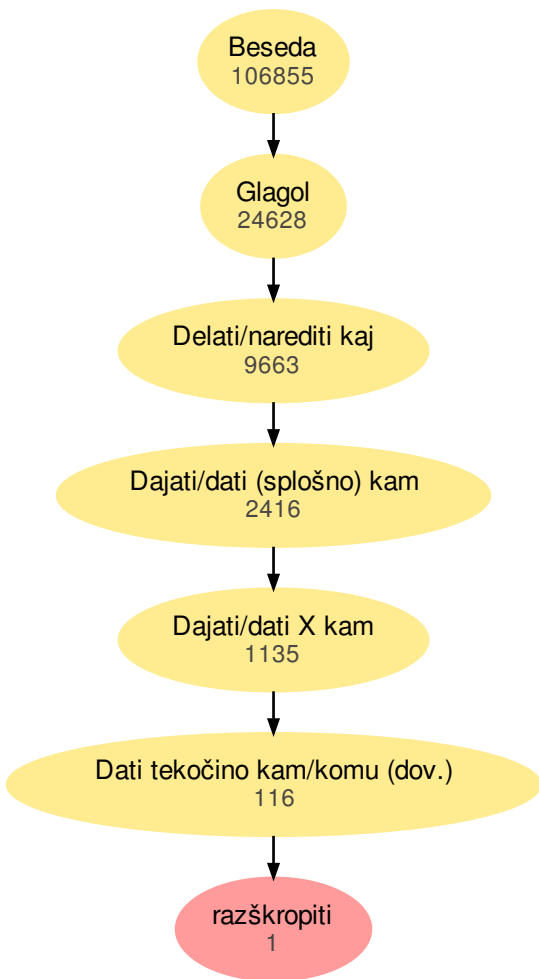 Beseda
106855
Glagol
24628
Delati/narediti kaj
9663
Dajati/dati (splošno) kam
2416
Dajati/dati X kam
1135
Dati tekočino kam/komu (dov.)
116
razškropiti
1